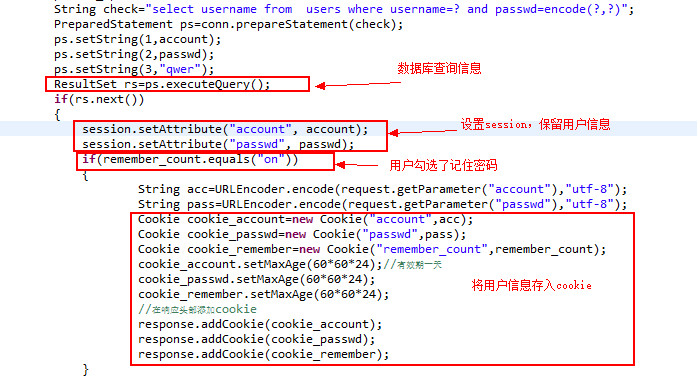 String check="select username from  users where username=? and passwd=encode(?,?)";
PreparedStatement ps=conn.prepareStatement(check);
ps.setString(1,account);
ps.setString(2,passwd);
ps.setString(3,"qwer");
数据库查询信息
ResultSet rs=ps.executeQuery();
if(rs.next())
{
设置session，保留用户信息
session.setAttribute("account", account);
session.setAttribute("passwd", passwd);
if(remember_count.equals("on"))
用户勾选了记住密码
{
String acc=URLEncoder.encode(request.getParameter("account"),"utf-8");
String pass=URLEncoder.encode(request.getParameter("passwd"),"utf-8");
Cookie cookie_account=new Cookie("account",acc);
Cookie cookie_passwd=new Cookie("passwd",pass);
Cookie cookie_remember=new Cookie("remember_count",remember_count);
cookie_account.setMaxAge(60*60*24);//有效期一天
cookie_passwd.setMaxAge(60*60*24);
将用户信息存入cookie
cookie_remember.setMaxAge(60*60*24);
//在响应头部添加cookie
response.addCookie(cookie_account);
response.addCookie(cookie_passwd);
response.addCookie(cookie_remember);
}